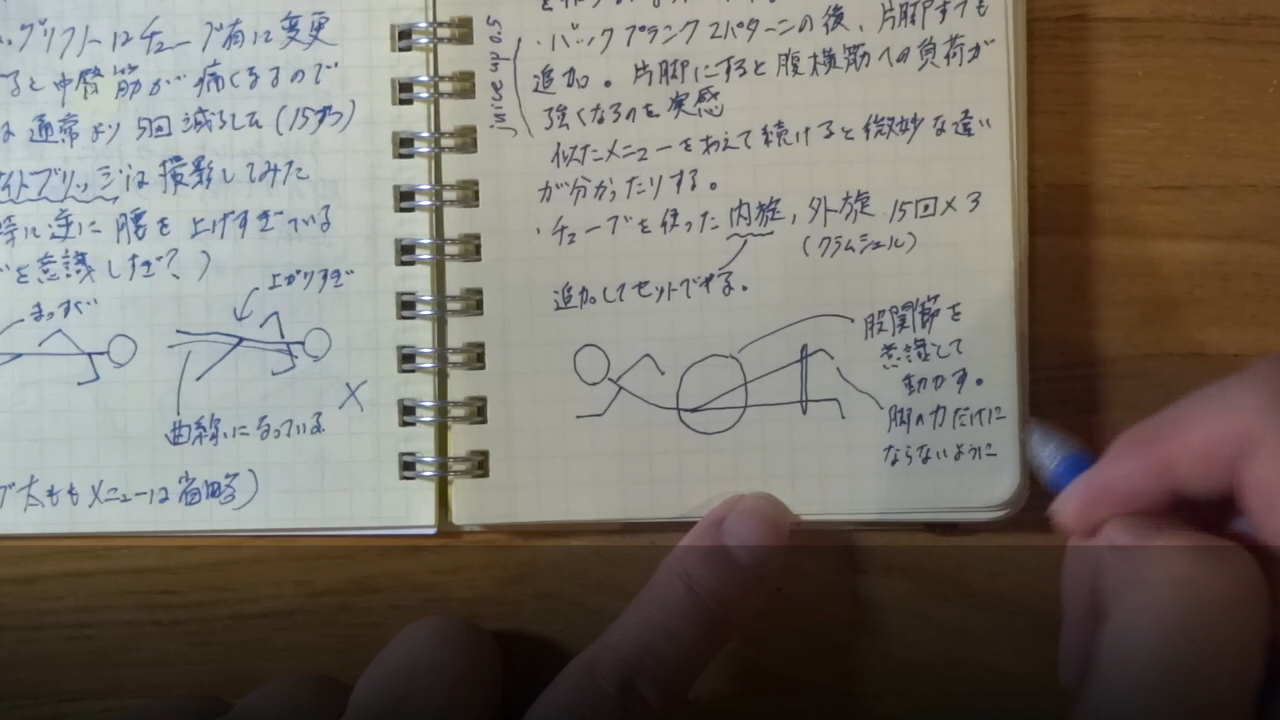 グリフトはチューブ有に変更
ると中臀筋が痛くなるので
通常より5回減らした(15ずつ)
イドブリッジは撮影してみた
時に逆に腰を上げすぎている
を意識しすぎ?)
まっすぐ
上がりすぎ
曲線になっている
×
太ももメニューは省略)
juice up 0.5
・バックプランク2パターンの後、片脚ずつも
追加。片脚にすると腹横筋への負荷が
強くなるのを実感
似たメニューをあえて続けると微妙な違い
が分かったりする。
・チューブを使った内旋,外旋 15回×3
(クラムシェル)
追加してセットでやる。
股関節を
意識して
動かす。
脚の力だけに
ならないように